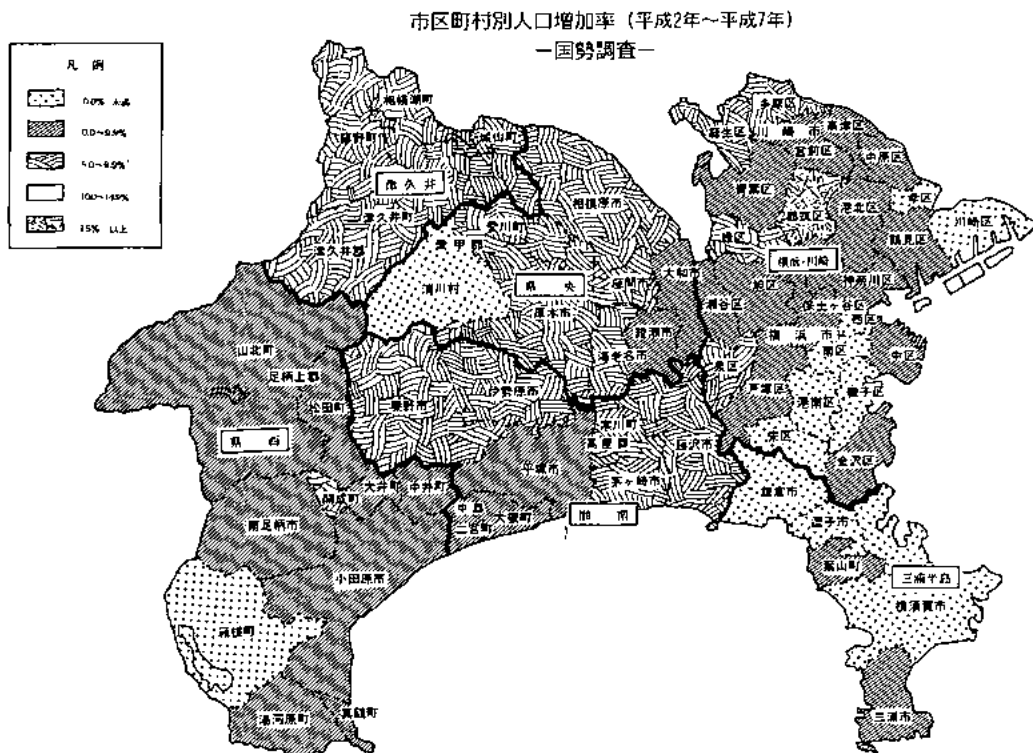 市区町村別人口増加率 (平成2年～平成7年)
ー国勢調査ー
凡例
0.0% 未満
5.0～9.9%
15% 以上
相模湖町
藤野町
城山町
津久井
津久井町
津久井郡
相模原市
愛川町
愛甲郡
清川村
県央
厚木市
座間市
大和市
綾瀬市
海老名市
多摩区
麻生区
川崎市
高津区
宮前区
中原区
幸区
川崎区
青葉区
都筑区
港北区
鶴見区
緑区
横浜・川崎
旭区
神奈川区
瀬谷区
保土ヶ谷区
西区
横浜市
南区
中区
泉区
戸塚区
港南区
磯子区
栄区
金沢区
山北町
足柄上郡
松田町
県西
秦野市
伊勢原市
寒川町
高座郡
藤沢市
茅ヶ崎市
平塚市
大井町
中井町
開成町
中郡
二宮町
大磯町
湘南
南足柄市
小田原市
箱根町
湯河原町
真鶴町
鎌倉市
逗子市
葉山町
三浦半島
横須賀市
三浦市